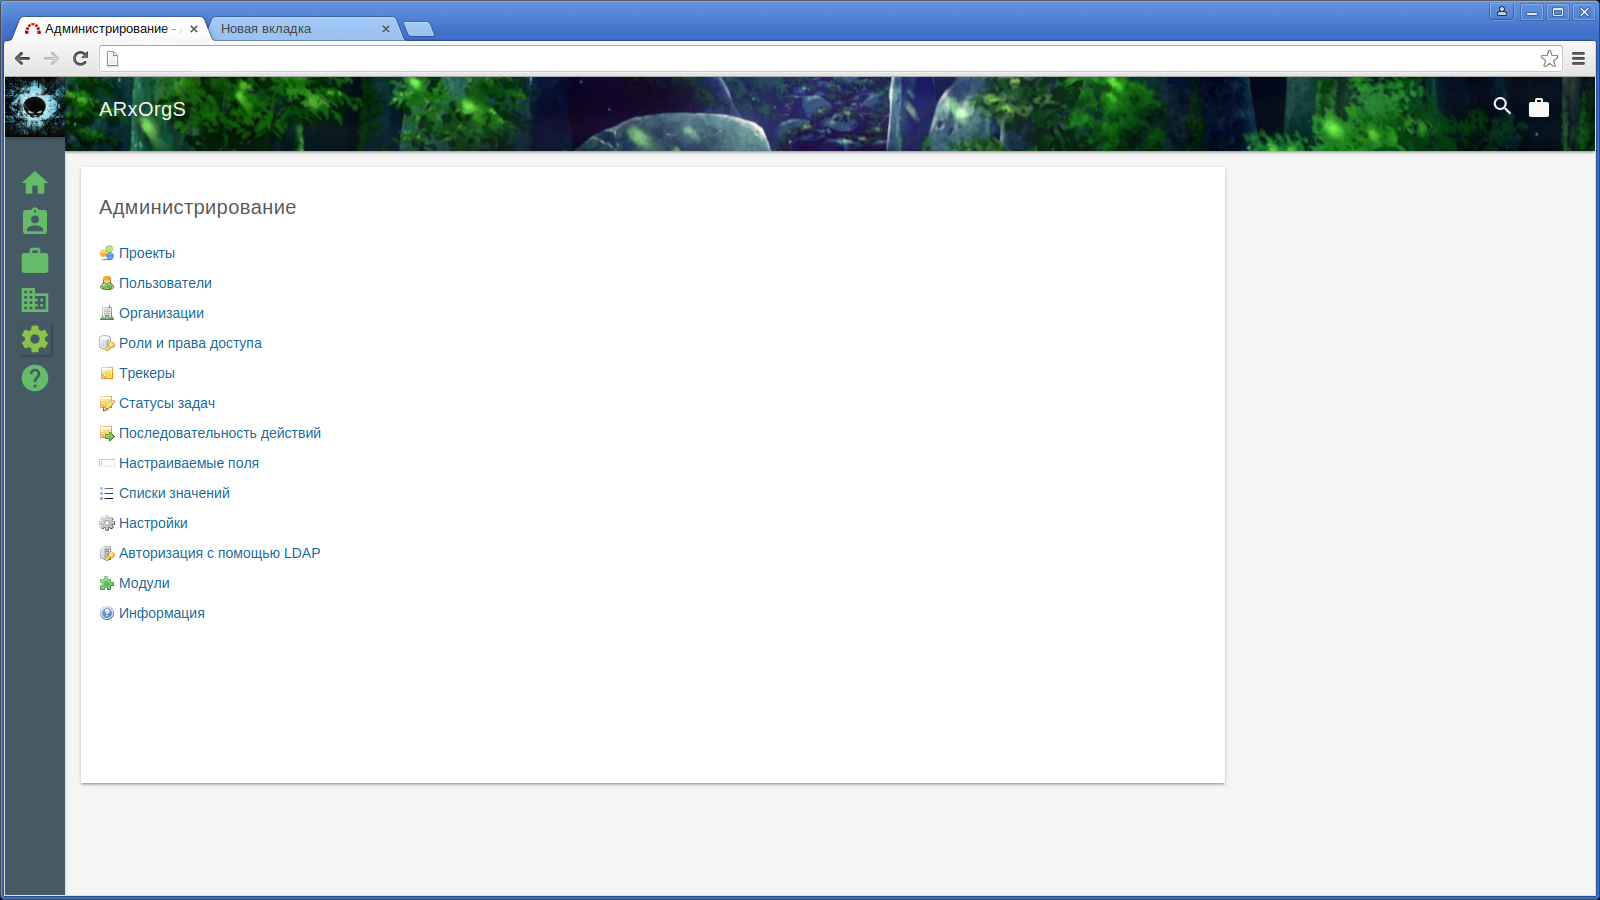 Администрирование -
Новая вкладка
ARxOrgS
Администрирование
Проекты
Пользователи
Организации
Роли и права доступа
Трекеры
Статусы задач
Последовательность действий
Настраиваемые поля
Списки значений
Настройки
Авторизация с помощью LDAP
Модули
Информация